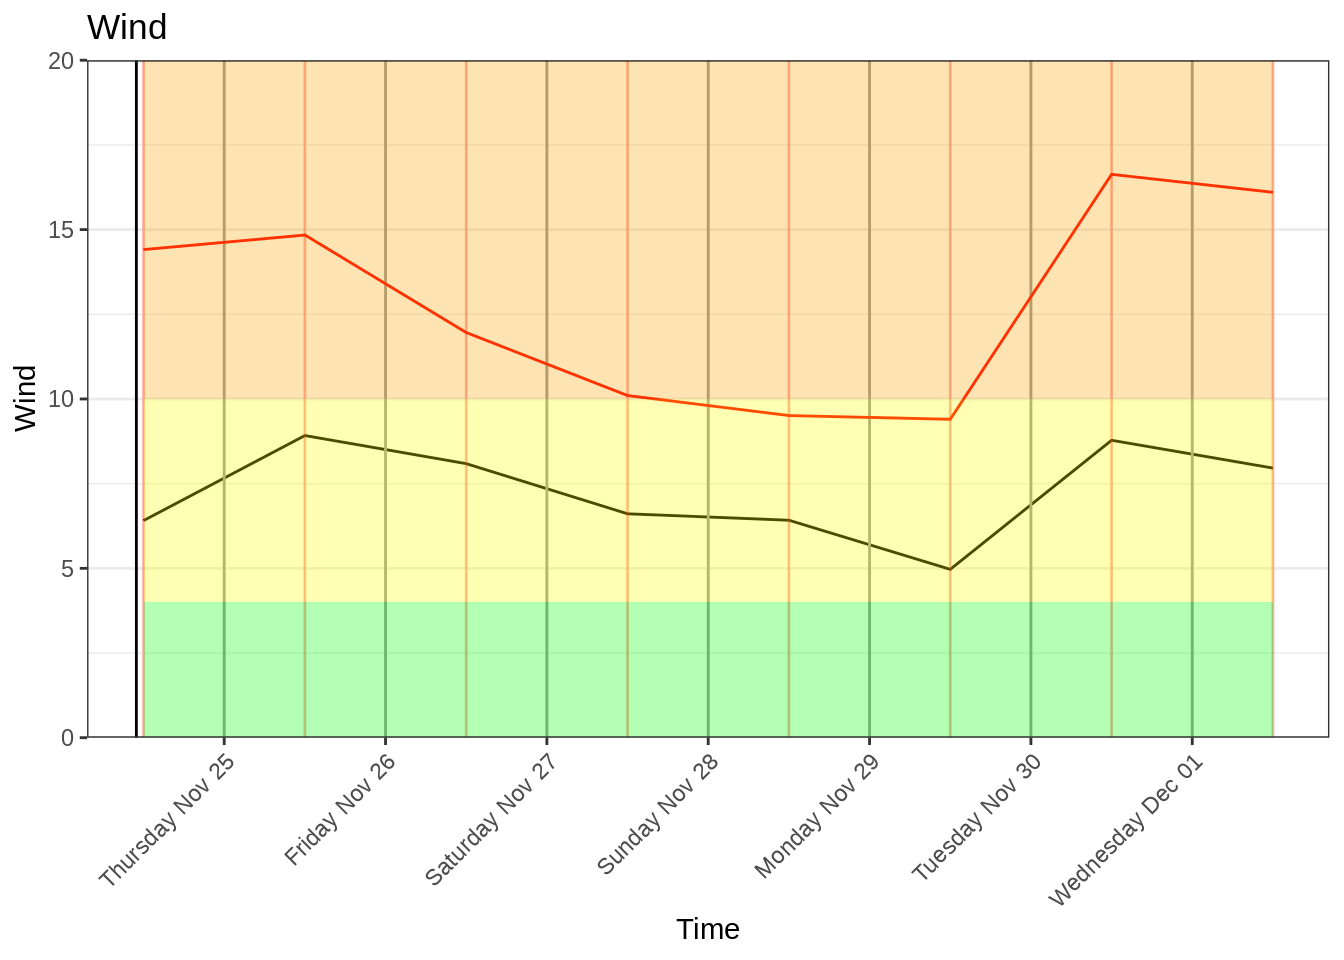 Wind
20
15
10
5
0
Wind
Thursday Nov 25
Friday Nov 26
Saturday Nov 27
Sunday Nov 28
Monday Nov 29
Tuesday Nov 30
Wednesday Dec 01
Time